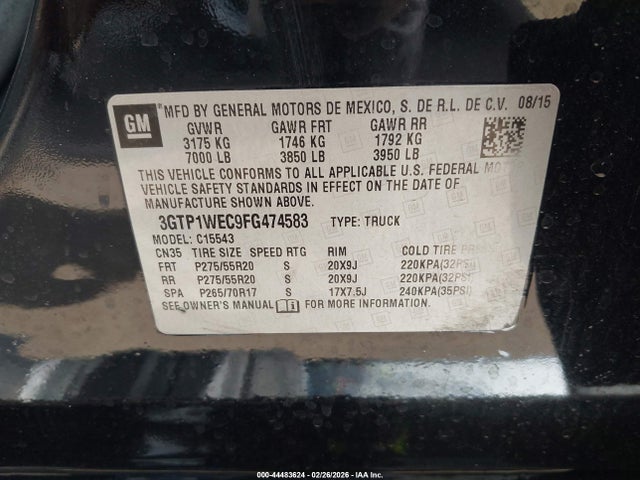 GM
MFD BY GENERAL MOTORS DE MEXICO, S. DE R.L. DE C.V. 08/15
GVWR GAWR FRT GAWR RR
3175 KG 1746 KG 1792 KG
7000 LB 3850 LB 3950 LB
THIS VEHICLE CONFORMS TO ALL APPLICABLE U.S. FEDERAL
VEHICLE SAFETY STANDARDS IN EFFECT ON THE DATE OF
MANUFACTURE SHOWN ABOVE.
3GTP1WEC9FG474583 TYPE: TRUCK
MODEL: C15543
CN35 TIRE SIZE SPEED RTG RIM COLD TIRE
FRT P275/55R20 S 20X9J 220KPA(32PSI)
RR P275/55R20 S 20X9J 220KPA(32PSI)
SPA P265/70R17 S 17X7.5J 240KPA(35PSI)
SEE OWNER'S MANUAL FOR MORE INFORMATION.
000-44483624 - 02/26/2026 - IAA Inc.